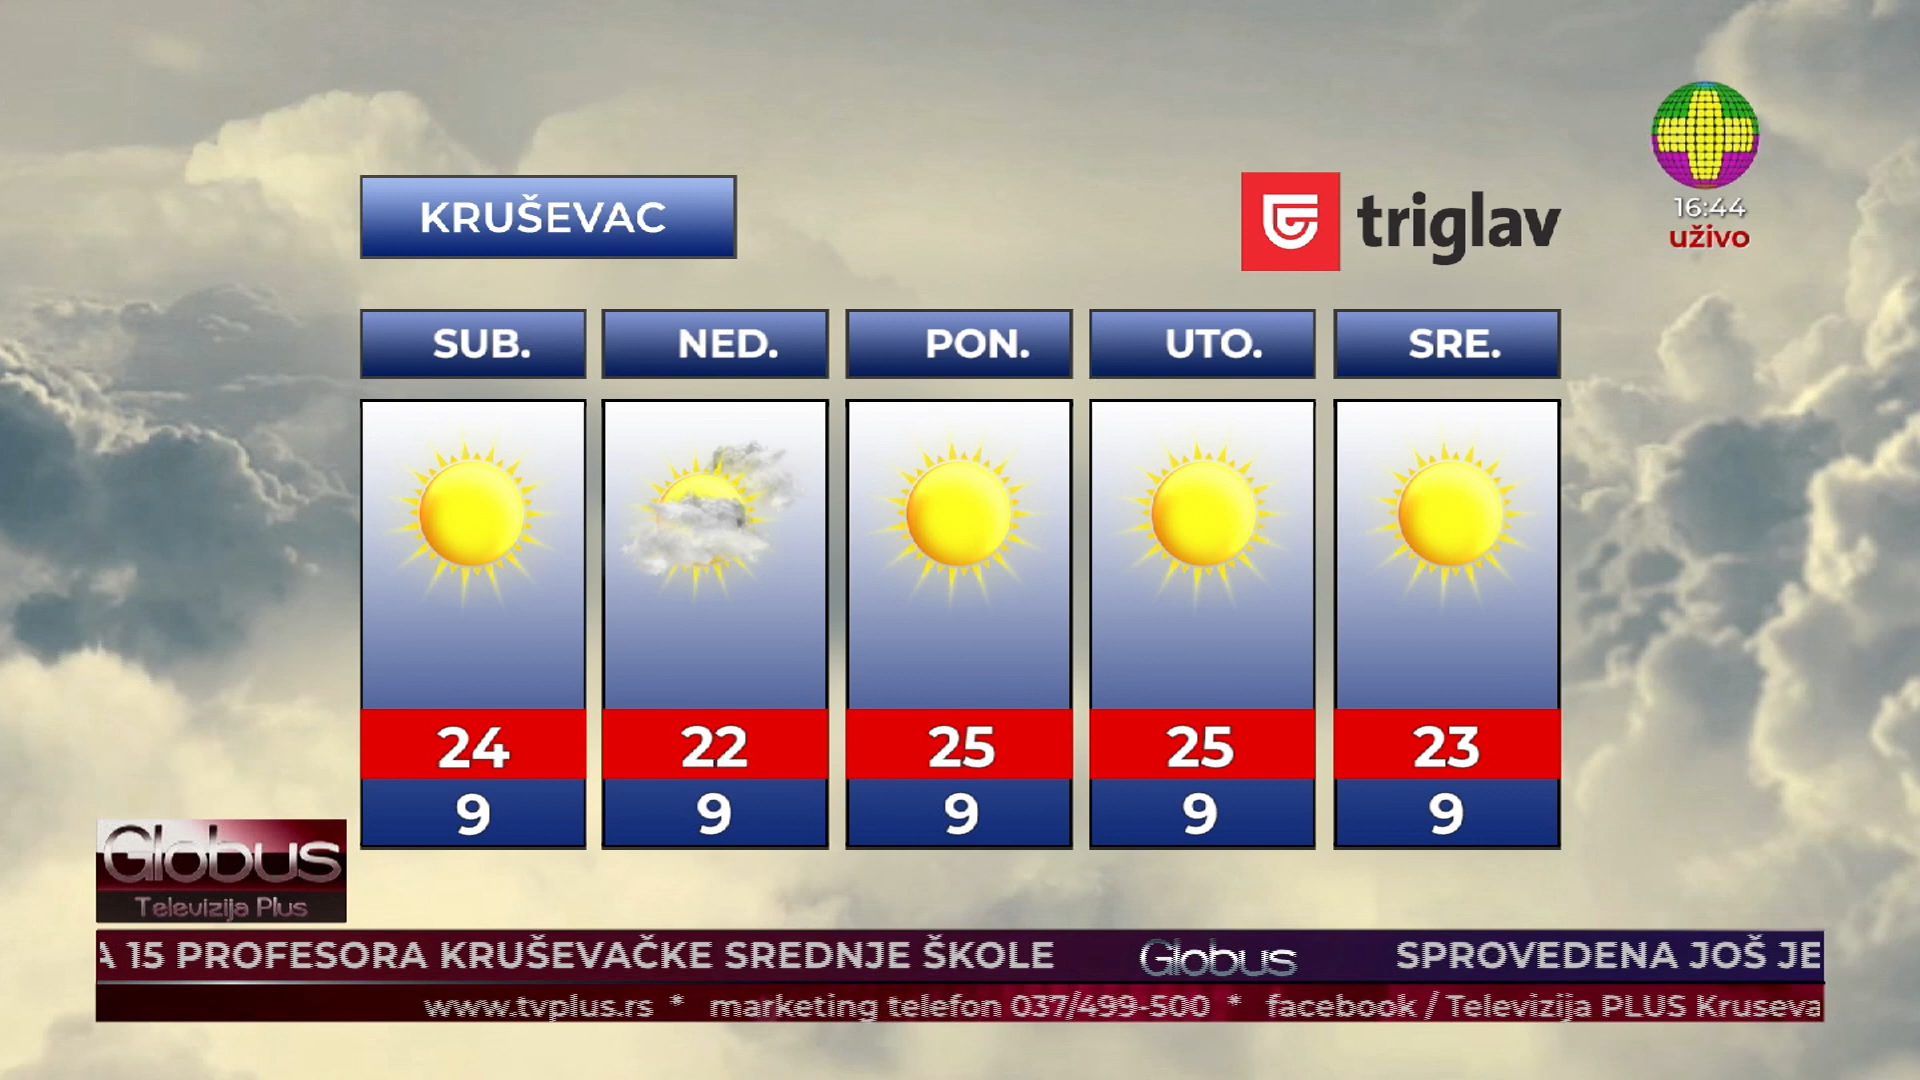 KRUŠEVAC
triglav
16:44
uživo
SUB. NED. PON. UTO. SRE.
24 22 25 25 23
9 9 9 9 9
Globus
Televizija Plus
A 15 PROFESORA KRUŠEVAČKE SREDNJE ŠKOLE Globus SPROVEDENA JOŠ JE
www.tvplus.rs * marketing telefon 037/499-500 * facebook / Televizija PLUS Kruseva